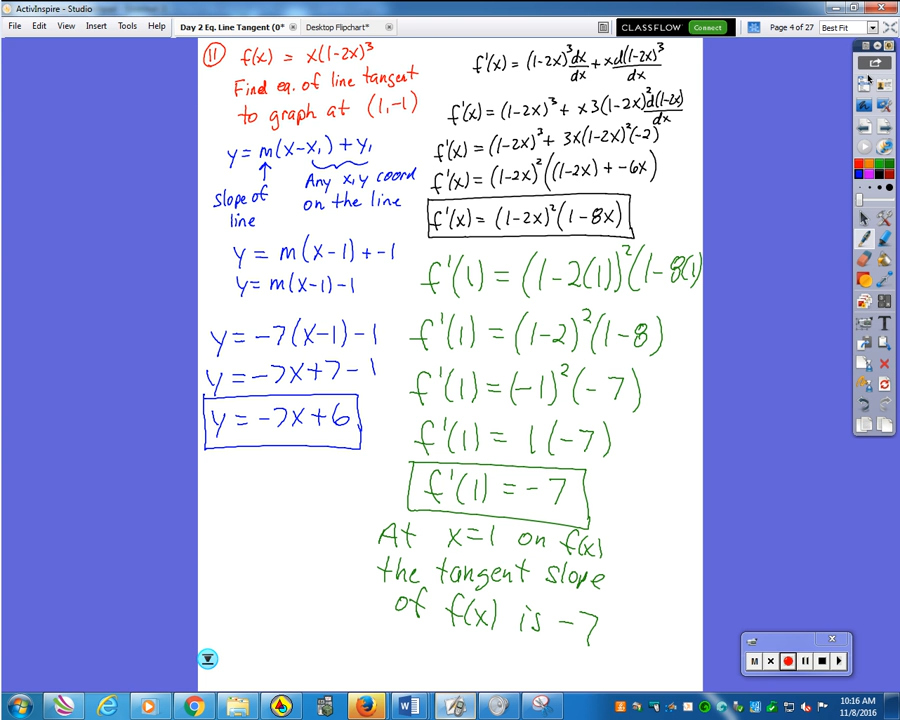 ActivInspire - Studio
File Edit View Insert Tools Help
Day 2 Eq. Line Tangent (0*
Desktop Flipchart*
CLASSFLOW Connect
Page 4 of 27 Best Fit
⑪ f(x) = x(1-2x)³
Find eq. of line tangent
to graph at (1,-1)
y = m(x-x₁) + y₁
slope of
line
Any x,y coord
on the line
y = m(x-1) + -1
y = m(x-1) - 1
y = -7(x-1) - 1
y = -7x + 7 - 1
y = -7x + 6
f'(x) = (1-2x)³ dx/dx + x d(1-2x)³/dx
f'(x) = (1-2x)³ + x3(1-2x)² d(1-2x)/dx
f'(x) = (1-2x)³ + 3x(1-2x)²(-2)
f'(x) = (1-2x)²((1-2x) + -6x)
f'(x) = (1-2x)²(1-8x)
f'(1) = (1-2(1))²(1-8(1)
f'(1) = (1-2)²(1-8)
f'(1) = (-1)²(-7)
f'(1) = 1(-7)
f'(1) = -7
At x=1 on f(x)
the tangent slope
of f(x) is -7
M
10:16 AM
11/8/2016